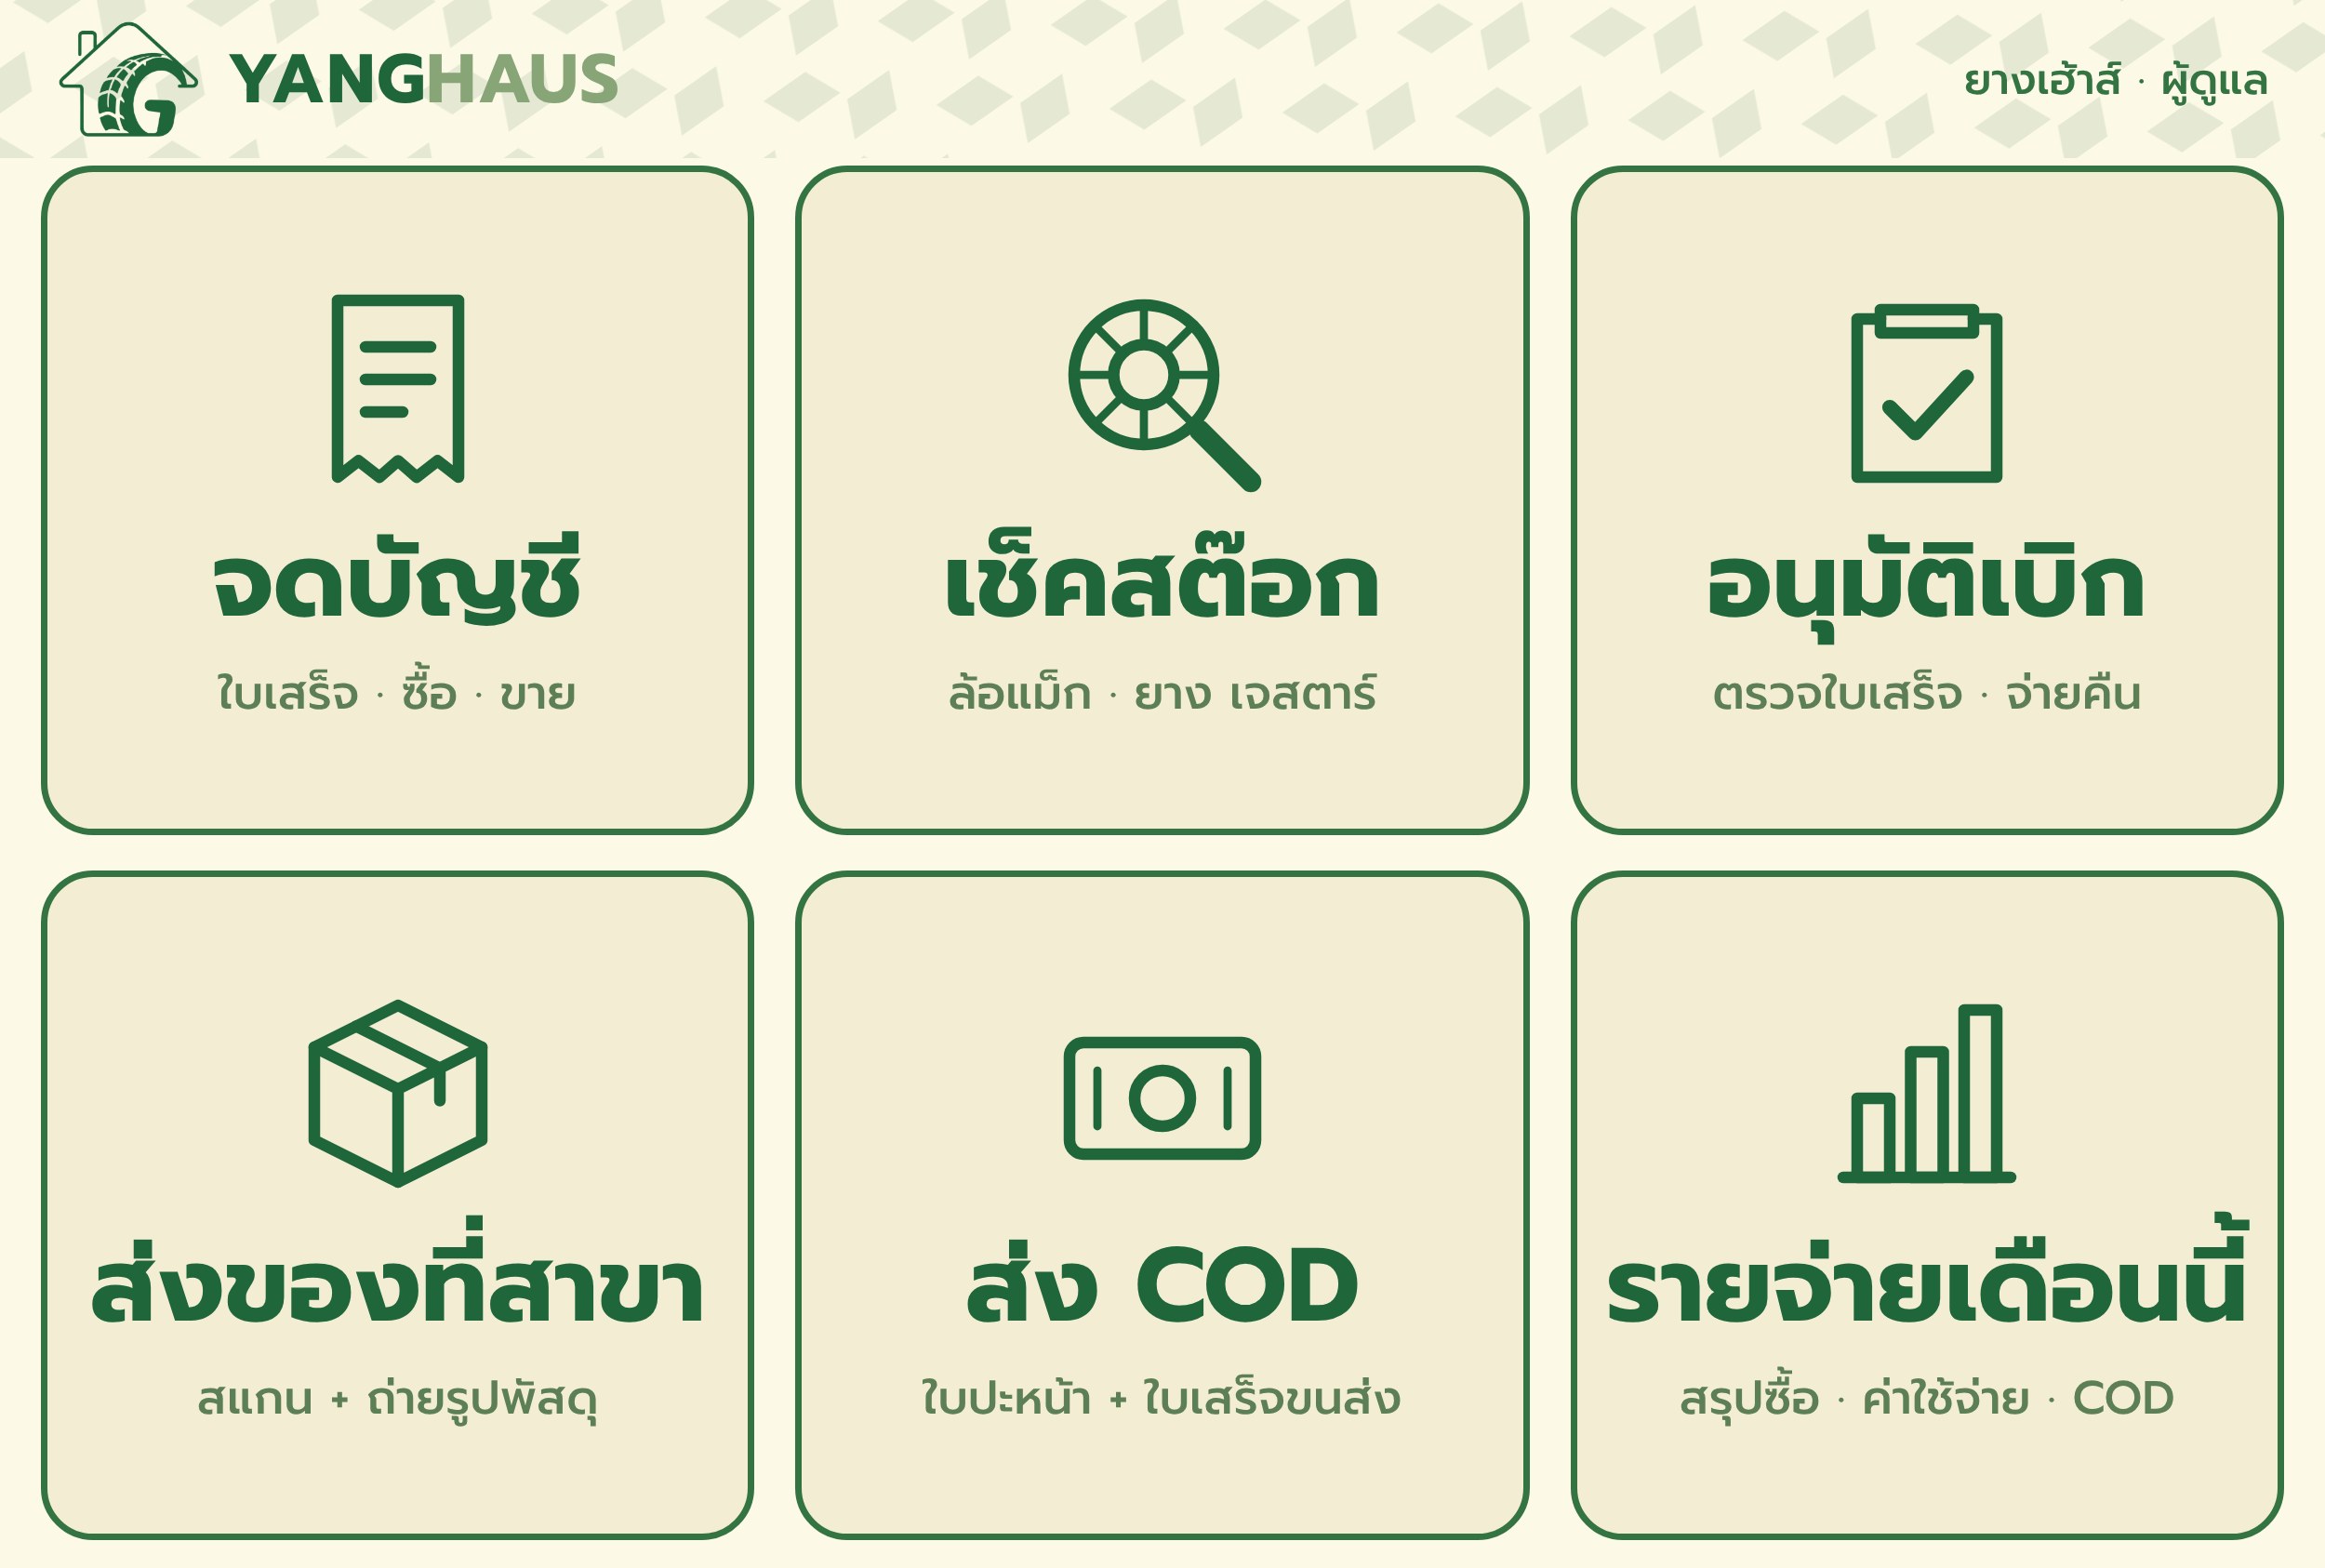 YANGHAUS
ยางเฮ้าส์ · ผู้ดูแล
จดบัญชี
ใบเสร็จ · ซื้อ · ขาย
เช็คสต๊อก
ล้อแม็ก · ยาง เจสตาร์
อนุมัติเบิก
ตรวจใบเสร็จ · จ่ายคืน
ส่งของที่สาขา
สแกน + ถ่ายรูปพัสดุ
ส่ง COD
ใบปะหน้า + ใบเสร็จขนส่ง
รายจ่ายเดือนนี้
สรุปซื้อ · ค่าใช้จ่าย · COD